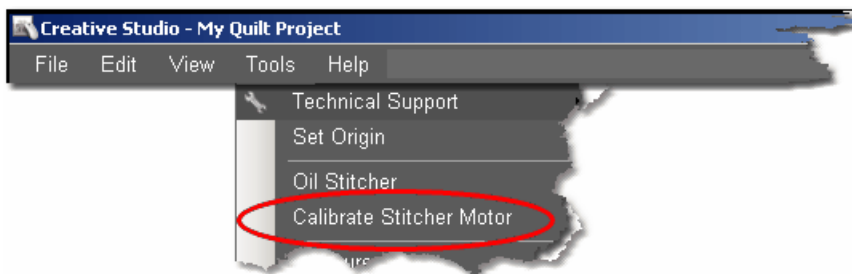 Creative Studio - My Quilt Project
File Edit View Tools Help
Technical Support
Set Origin
Oil Stitcher
Calibrate Stitcher Motor